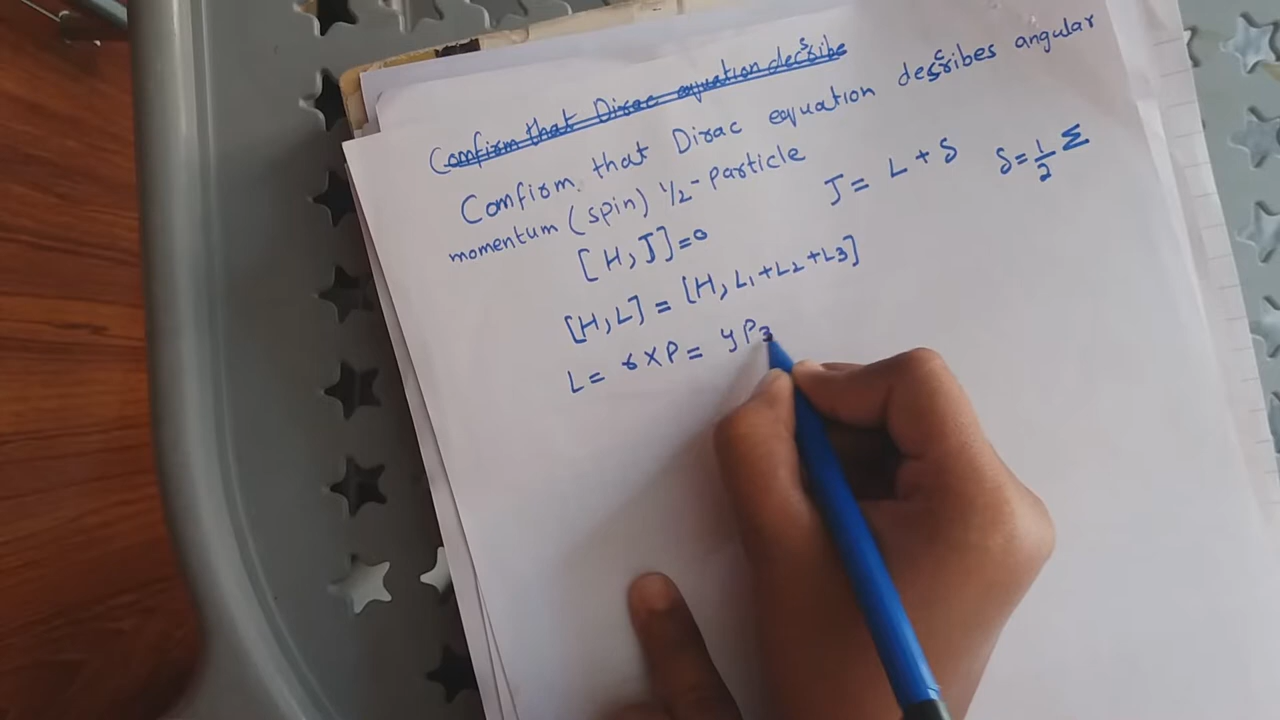 Comfirm that Dirac equation decsribe
Comfirm that Dirac equation describes angular
momentum (spin) 1/2-particle J = L + S S = 1/2 Σ
[H, J] = 0
[H, L] = [H, L1 + L2 + L3]
L = r × P = y P3